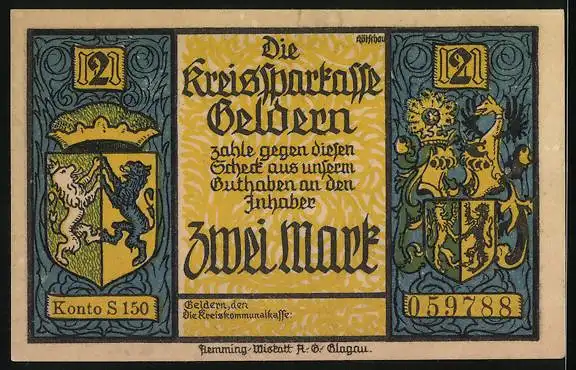 2
Konto S 150
Rötschau
Die
Kreissparkasse
Geldern
zahle gegen diesen
Scheck aus unserm
Guthaben an den
Inhaber
Zwei Mark
Geldern, den
Die Kreiskommunalkasse:
2
059788
Flemming-Wiskott A-G-Glogau.